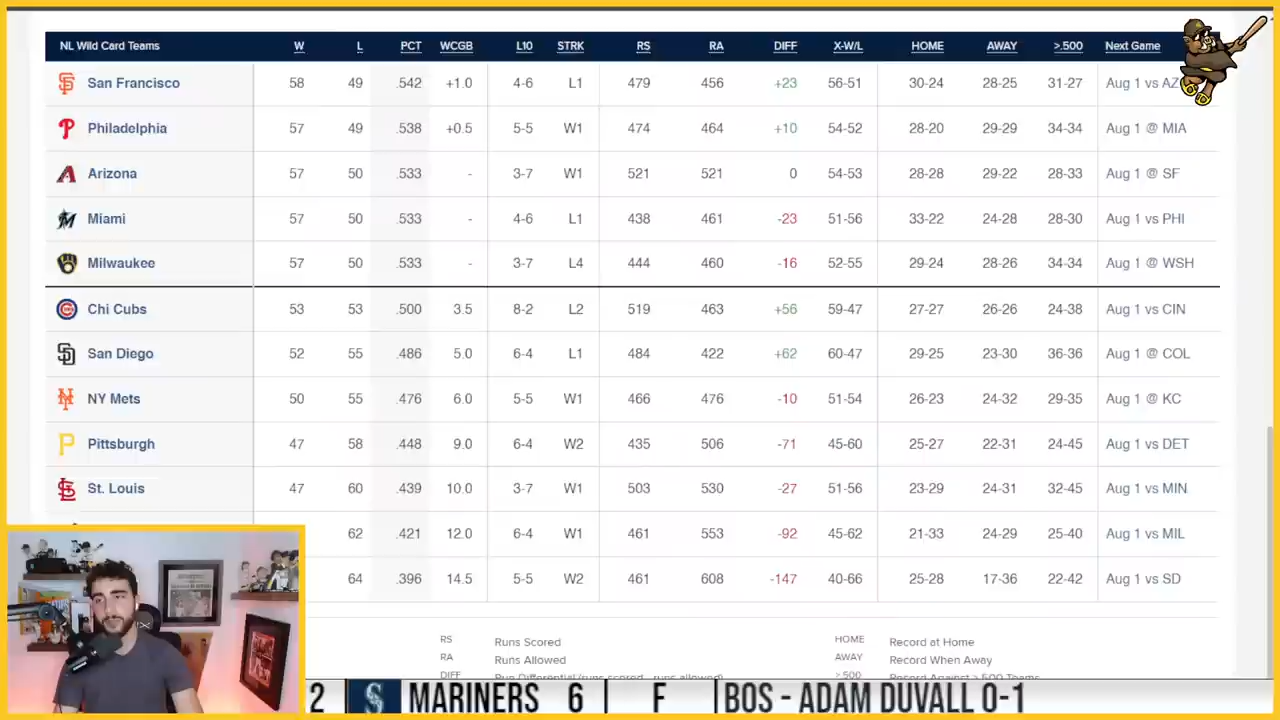 NL Wild Card Teams W L PCT WCGB L10 STRK RS RA DIFF X-W/L HOME AWAY >.500 Next Game
San Francisco 58 49 .542 +1.0 4-6 L1 479 456 +23 56-51 30-24 28-25 31-27 Aug 1 vs AZ
Philadelphia 57 49 .538 +0.5 5-5 W1 474 464 +10 54-52 28-20 29-29 34-34 Aug 1 @ MIA
Arizona 57 50 .533 - 3-7 W1 521 521 0 54-53 28-28 29-22 28-33 Aug 1 @ SF
Miami 57 50 .533 - 4-6 L1 438 461 -23 51-56 33-22 24-28 28-30 Aug 1 vs PHI
Milwaukee 57 50 .533 - 3-7 L4 444 460 -16 52-55 29-24 28-26 34-34 Aug 1 @ WSH
Chi Cubs 53 53 .500 3.5 8-2 L2 519 463 +56 59-47 27-27 26-26 24-38 Aug 1 vs CIN
San Diego 52 55 .486 5.0 6-4 L1 484 422 +62 60-47 29-25 23-30 36-36 Aug 1 @ COL
NY Mets 50 55 .476 6.0 5-5 W1 466 476 -10 51-54 26-23 24-32 29-35 Aug 1 @ KC
Pittsburgh 47 58 .448 9.0 6-4 W2 435 506 -71 45-60 25-27 22-31 24-45 Aug 1 vs DET
St. Louis 47 60 .439 10.0 3-7 W1 503 530 -27 51-56 23-29 24-31 32-45 Aug 1 vs MIN
62 .421 12.0 6-4 W1 461 553 -92 45-62 21-33 24-29 25-40 Aug 1 vs MIL
64 .396 14.5 5-5 W2 461 608 -147 40-66 25-28 17-36 22-42 Aug 1 vs SD
RS Runs Scored HOME Record at Home
RA Runs Allowed AWAY Record When Away
DIFF Run Differential (runs scored - runs allowed) >.500 Record Against > .500 Teams
2 MARINERS 6 F BOS - ADAM DUVALL 0-1